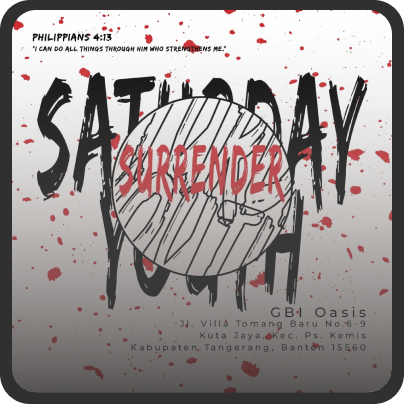 PHILIPPIANS 4:13
"I CAN DO ALL THINGS THROUGH HIM WHO STRENGTHENS ME."
SATURDAY
SURRENDER
YOUTH
GBI Oasis
Jl. Villa Tomang Baru No.6-9
Kuta Jaya, Kec. Ps. Kemis
Kabupaten Tangerang, Banten 15560